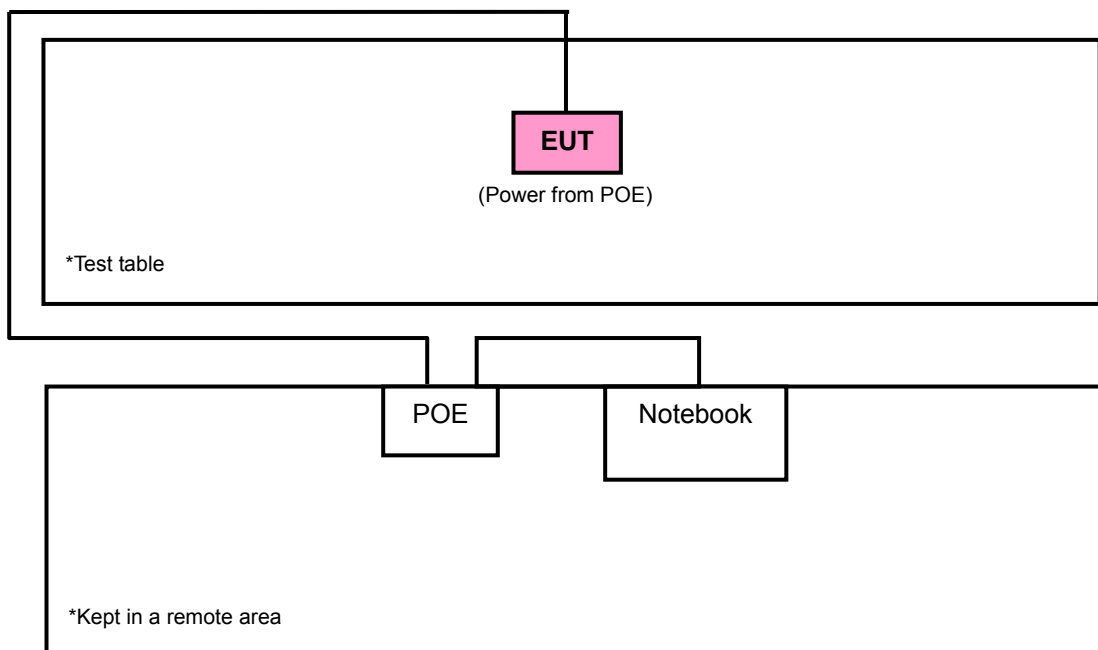 EUT
(Power from POE)
*Test table
POE
Notebook
*Kept in a remote area